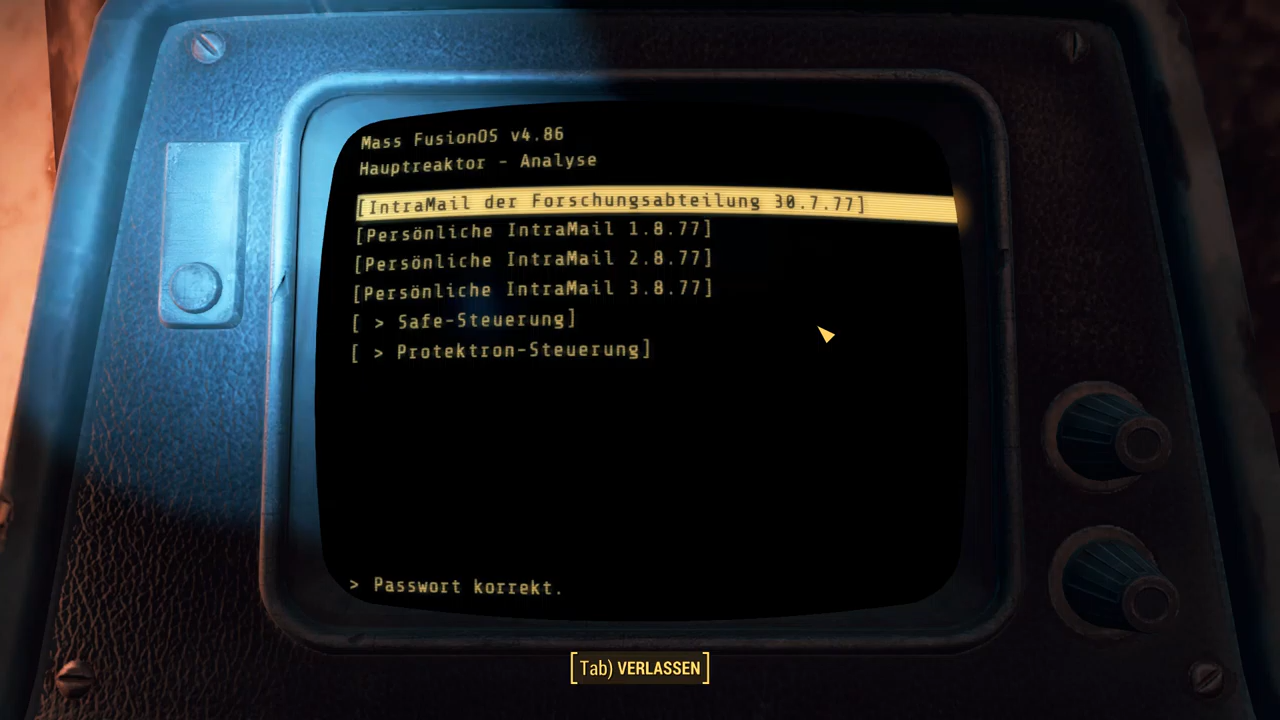 Mass FusionOS v4.86
Hauptreaktor - Analyse
[IntraMail der Forschungsabteilung 30.7.77]
[Persönliche IntraMail 1.8.77]
[Persönliche IntraMail 2.8.77]
[Persönliche IntraMail 3.8.77]
[ > Safe-Steuerung]
[ > Protektron-Steuerung]
> Passwort korrekt.
[Tab) VERLASSEN]